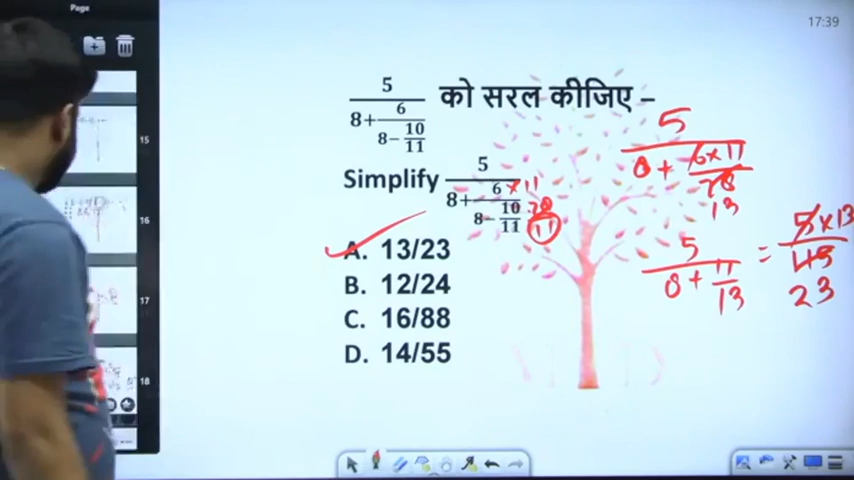 Page
17:39
15
16
17
18
5/(8+6/(8−10/11)) को सरल कीजिए –
Simplify 5/(8+6/(8−10/11))
×11
78
11
A. 13/23
B. 12/24
C. 16/88
D. 14/55
5/(8+6×11/78)
13
5/(8+11/13) = 5×13/115
23